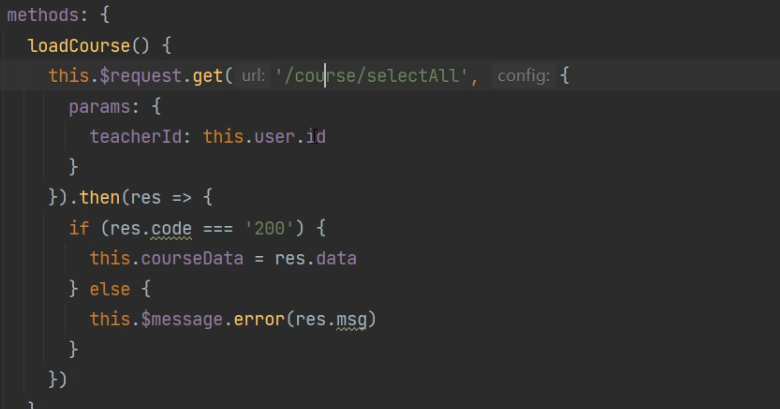 methods: {
loadCourse() {
this.$request.get( url: '/course/selectAll', config: {
params: {
teacherId: this.user.id
}
}).then(res => {
if (res.code === '200') {
this.courseData = res.data
} else {
this.$message.error(res.msg)
}
})
}